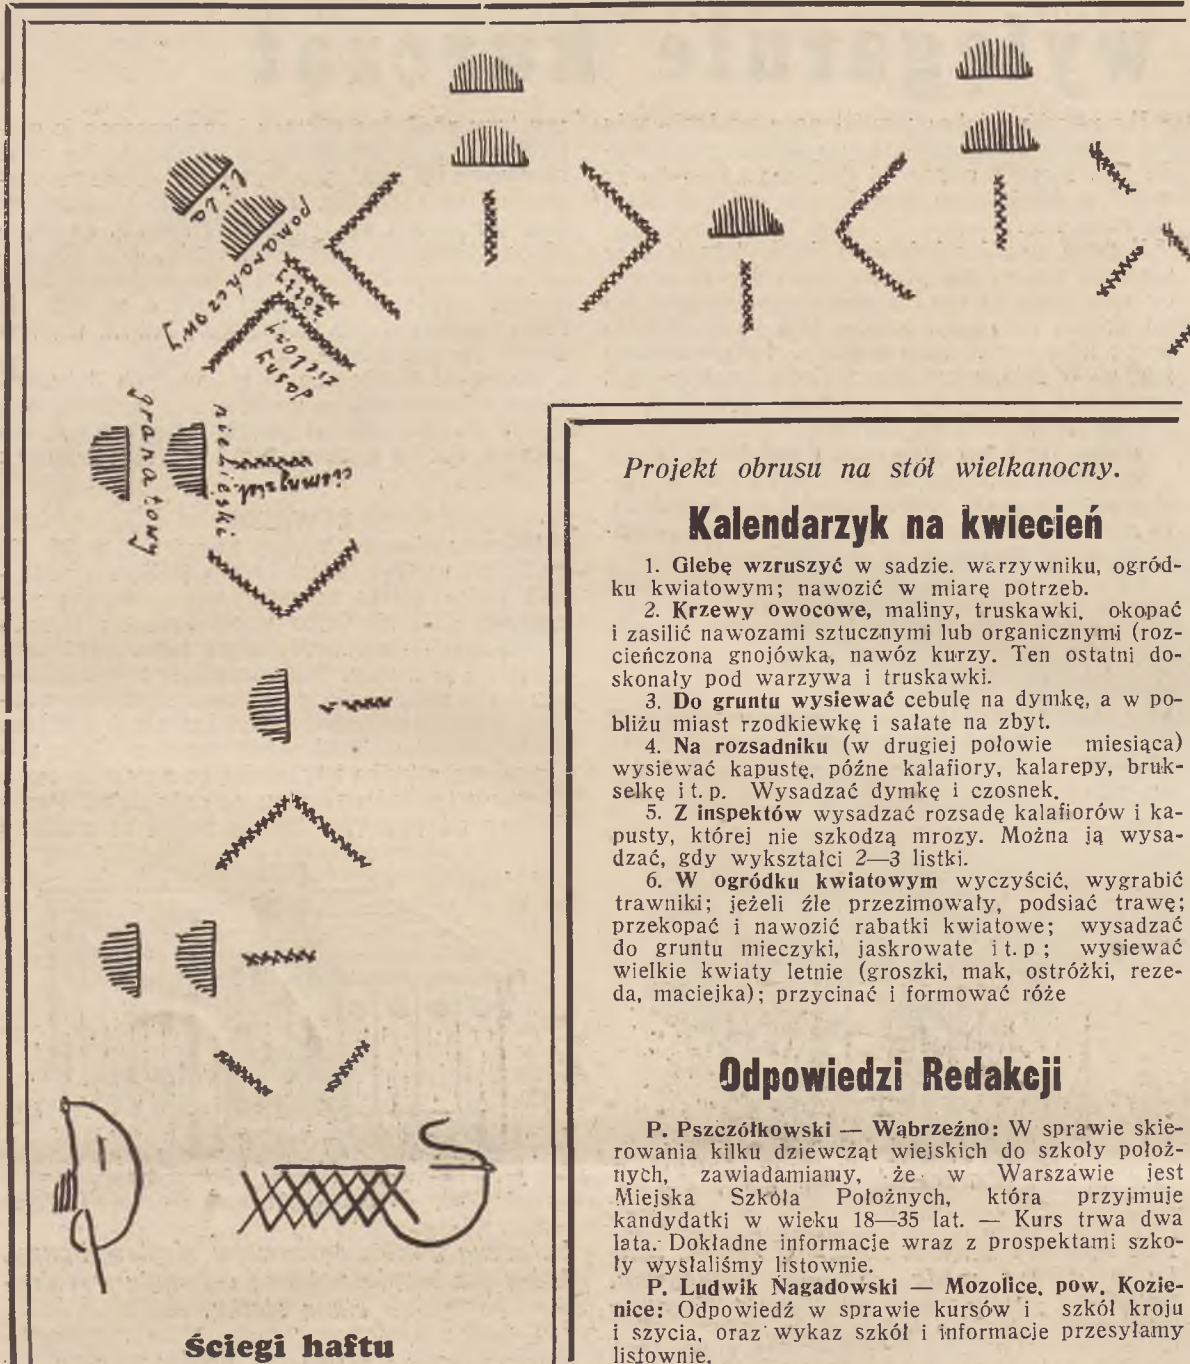 lila
pomarańczowy
żółty
jasny
zielony
granatowy
niebieski
ciemnoziel.
ściegi haftu
Projekt obrusu na stół wielkanocny.
Kalendarzyk na kwiecień
1. Glebę wzruszyć w sadzie. warzywniku, ogród-
ku kwiatowym; nawozić w miarę potrzeb.
2. Krzewy owocowe, maliny, truskawki, okopać
i zasilić nawozami sztucznymi lub organicznymi (roz-
cieńczona gnojówka, nawóz kurzy. Ten ostatni do-
skonały pod warzywa i truskawki.
3. Do gruntu wysiewać cebulę na dymkę, a w po-
bliżu miast rzodkiewkę i sałate na zbyt.
4. Na rozsadniku (w drugiej połowie miesiąca)
wysiewać kapustę, późne kalafiory, kalarepy, bruk-
selkę i t. p. Wysadzać dymkę i czosnek.
5. Z inspektów wysadzać rozsadę kalafiorów i ka-
pusty, której nie szkodzą mrozy. Można ją wysa-
dzać, gdy wykształci 2—3 listki.
6. W ogródku kwiatowym wyczyścić, wygrabić
trawniki; jeżeli źle przezimowały, podsiać trawę;
przekopać i nawozić rabatki kwiatowe; wysadzać
do gruntu mieczyki, jaskrowate i t. p ; wysiewać
wielkie kwiaty letnie (groszki, mak, ostróżki, reze-
da, maciejka); przycinać i formować róże
Odpowiedzi Redakcji
P. Pszczółkowski — Wąbrzeźno: W sprawie skie-
rowania kilku dziewcząt wiejskich do szkoły położ-
nych, zawiadamiamy, że w Warszawie jest
Miejska Szkóła Położnych, która przyjmuje
kandydatki w wieku 18—35 lat. — Kurs trwa dwa
lata. Dokładne informacje wraz z prospektami szko-
ły wysłaliśmy listownie.
P. Ludwik Nagadowski — Mozolice, pow. Kozie-
nice: Odpowiedź w sprawie kursów i szkół kroju
i szycia, oraz wykaz szkół i informacje przesyłamy
listownie.